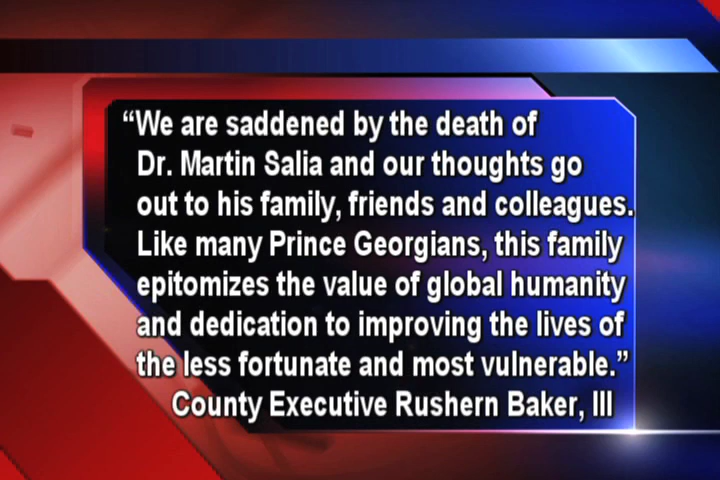 “We are saddened by the death of
Dr. Martin Salia and our thoughts go
out to his family, friends and colleagues.
Like many Prince Georgians, this family
epitomizes the value of global humanity
and dedication to improving the lives of
the less fortunate and most vulnerable.”
County Executive Rushern Baker, III